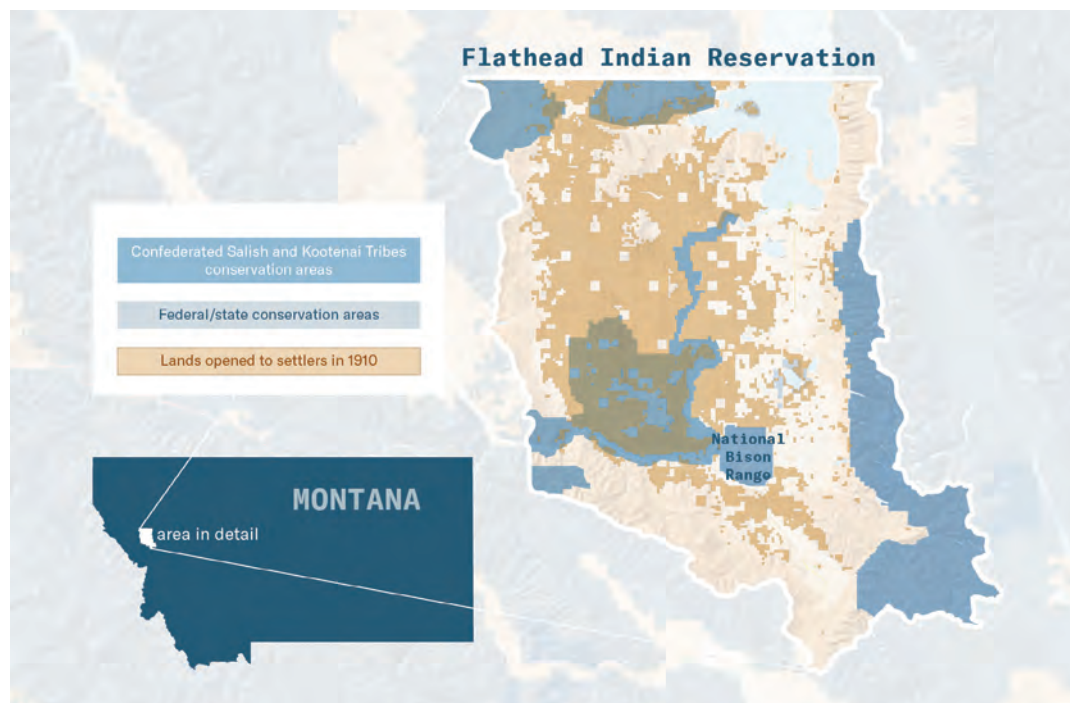 Flathead Indian Reservation
Confederated Salish and Kootenai Tribes
conservation areas
Federal/state conservation areas
Lands opened to settlers in 1910
National
Bison
Range
MONTANA
area in detail